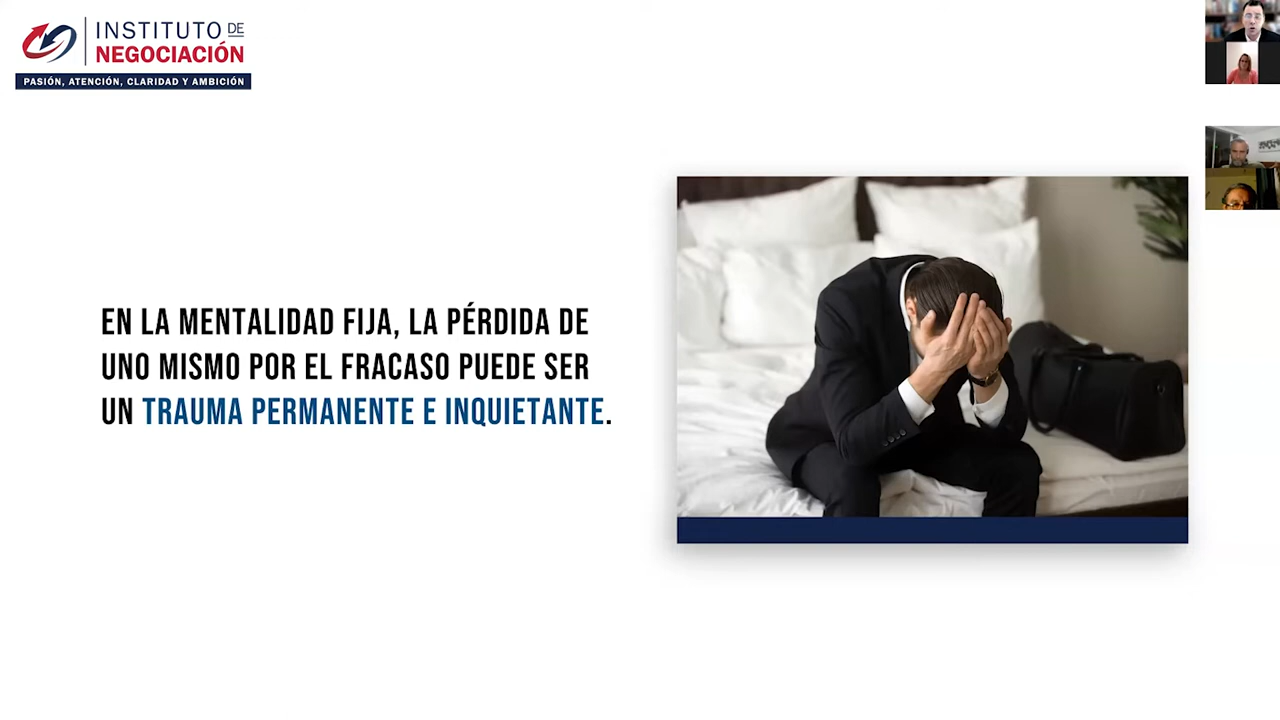 INSTITUTO DE
NEGOCIACIÓN
PASIÓN, ATENCIÓN, CLARIDAD Y AMBICIÓN
EN LA MENTALIDAD FIJA, LA PÉRDIDA DE
UNO MISMO POR EL FRACASO PUEDE SER
UN TRAUMA PERMANENTE E INQUIETANTE.